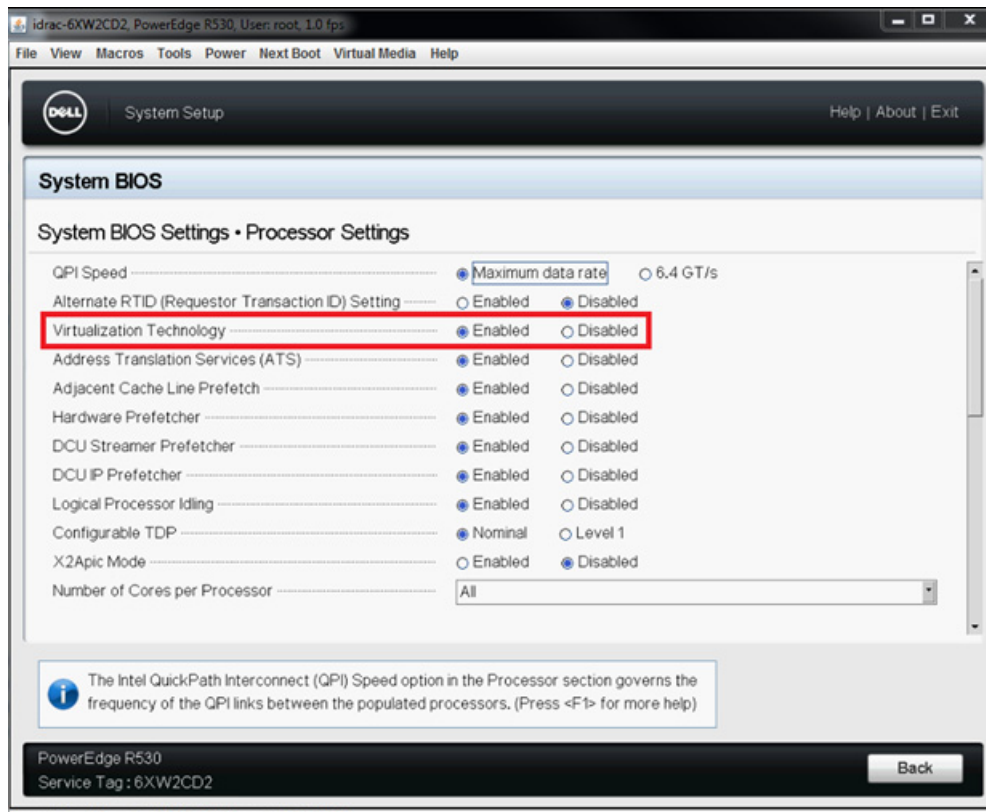 idrac-6XW2CD2, PowerEdge R530, User: root, 1.0 fps
File View Macros Tools Power Next Boot Virtual Media Help
DELL System Setup Help | About | Exit
System BIOS
System BIOS Settings • Processor Settings
QPI Speed Maximum data rate 6.4 GT/s
Alternate RTID (Requestor Transaction ID) Setting Enabled Disabled
Virtualization Technology Enabled Disabled
Address Translation Services (ATS) Enabled Disabled
Adjacent Cache Line Prefetch Enabled Disabled
Hardware Prefetcher Enabled Disabled
DCU Streamer Prefetcher Enabled Disabled
DCU IP Prefetcher Enabled Disabled
Logical Processor Idling Enabled Disabled
Configurable TDP Nominal Level 1
X2Apic Mode Enabled Disabled
Number of Cores per Processor All
The Intel QuickPath Interconnect (QPI) Speed option in the Processor section governs the
frequency of the QPI links between the populated processors. (Press <F1> for more help)
PowerEdge R530
Service Tag : 6XW2CD2 Back